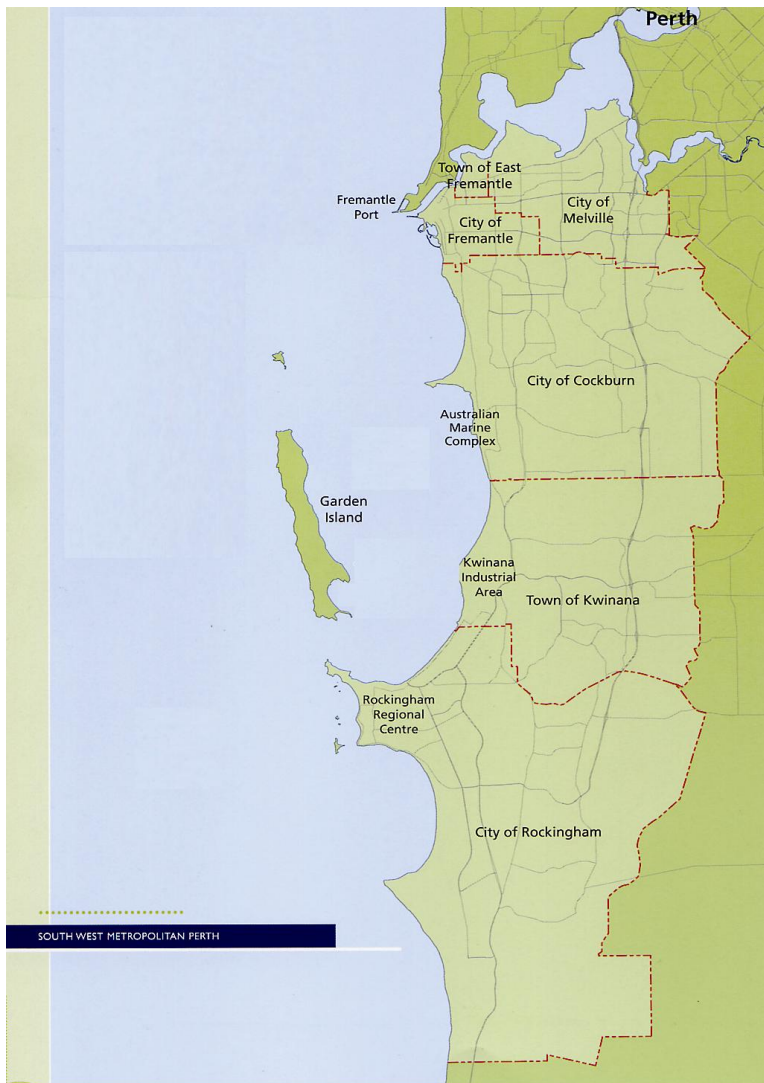 Perth
Town of East
Fremantle
Fremantle
Port
City of
Melville
City of
Fremantle
City of Cockburn
Australian
Marine
Complex
Garden
Island
Kwinana
Industrial
Area
Town of Kwinana
Rockingham
Regional
Centre
City of Rockingham
SOUTH WEST METROPOLITAN PERTH